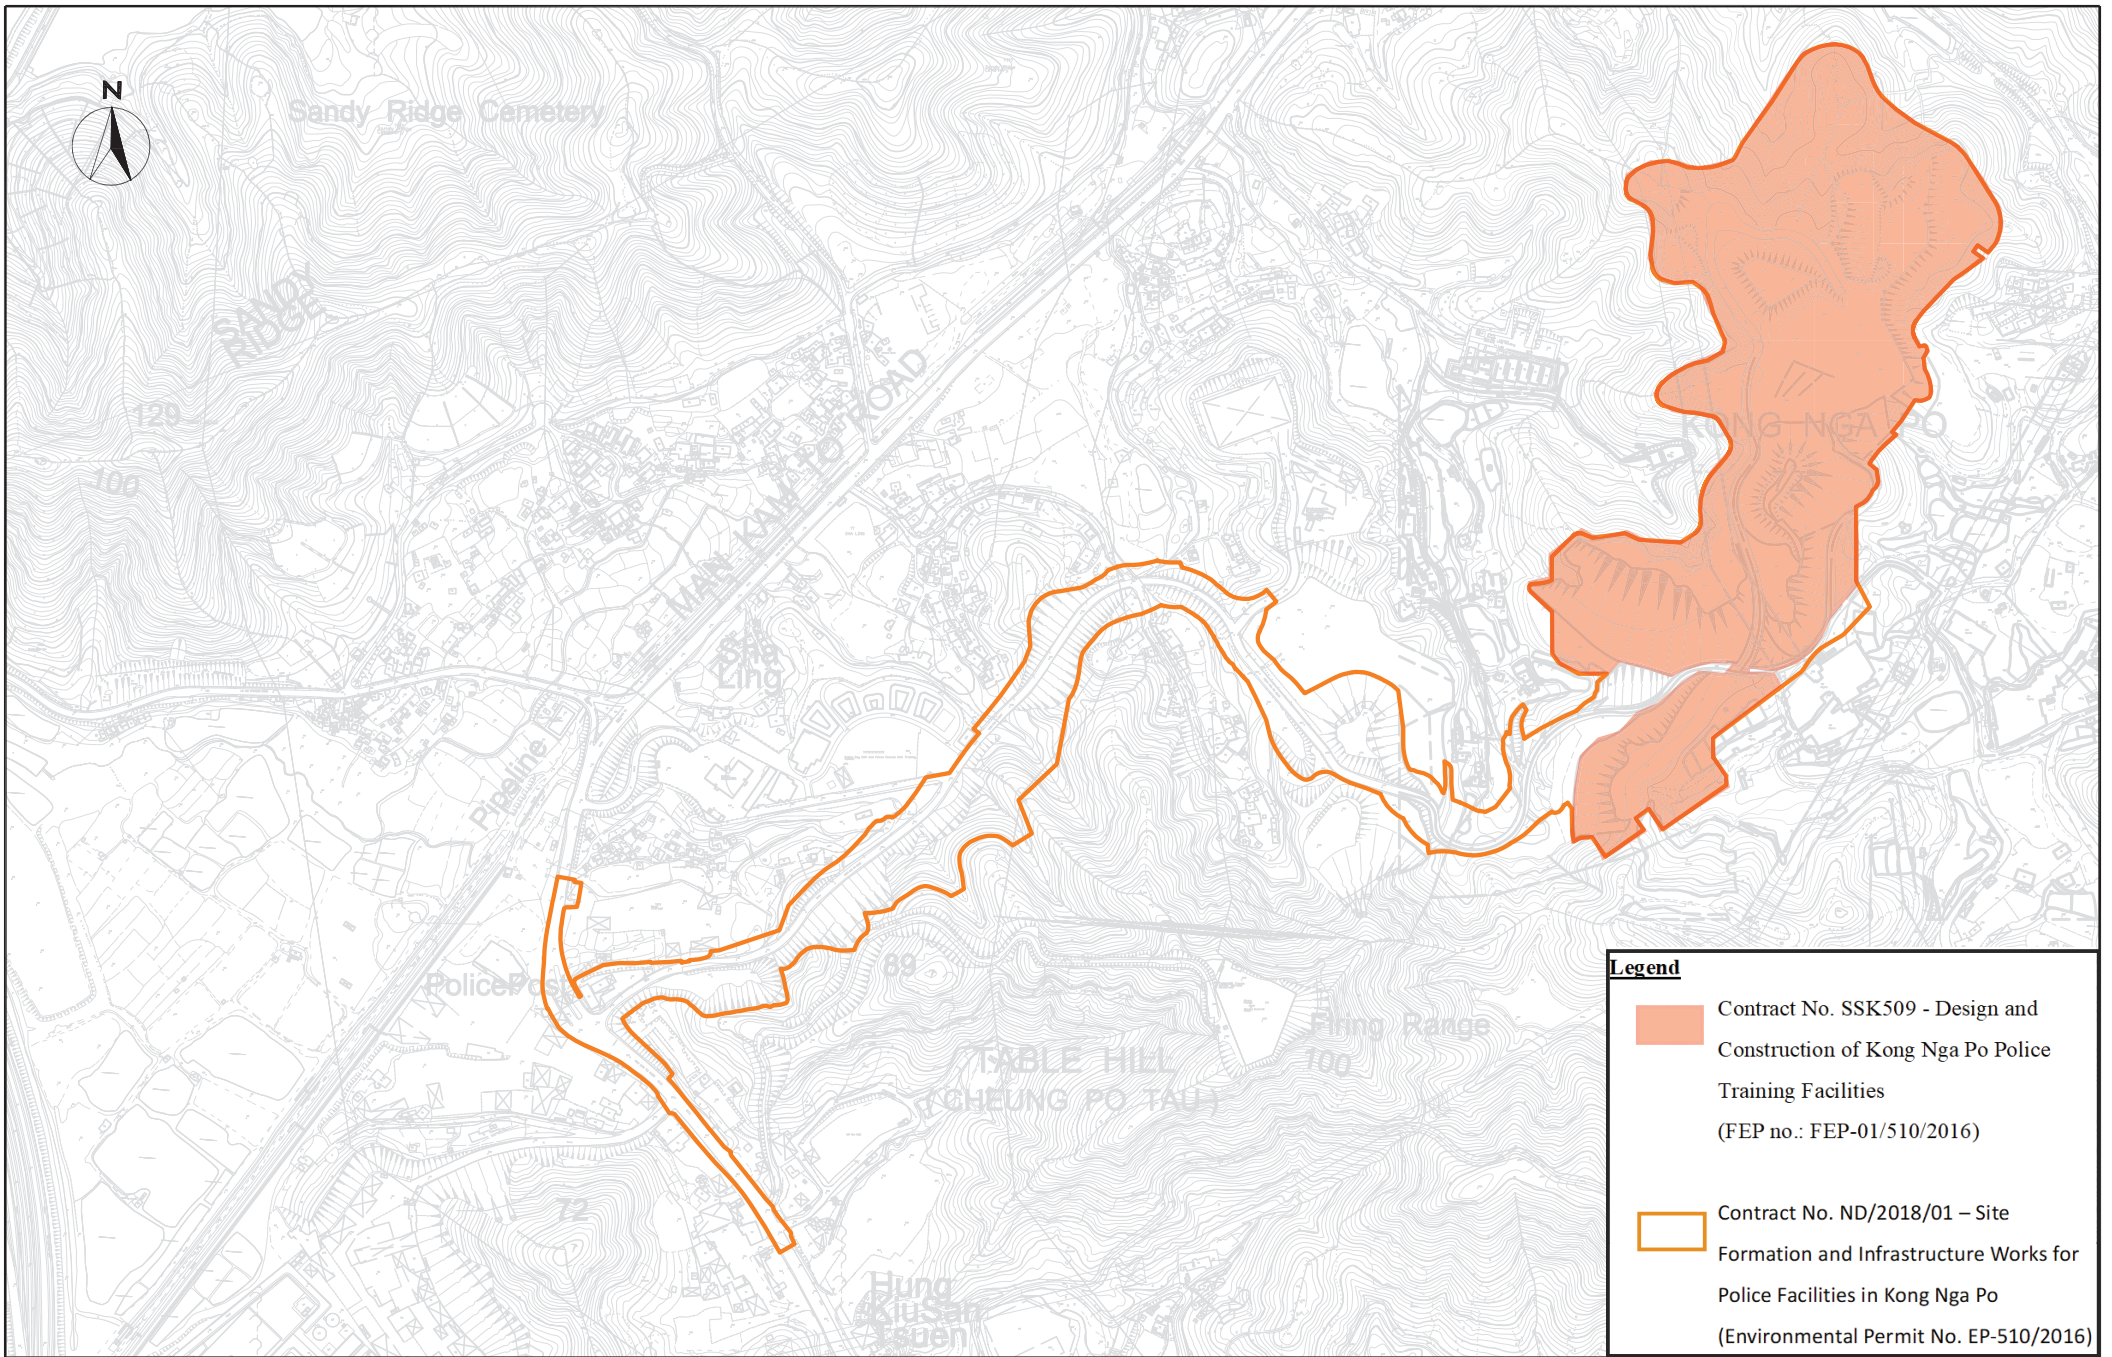 N
Sandy Ridge Cemetery
SANDY
RIDGE
129
100
MAN KAM TO ROAD
KONG NGA PO
Sha
Ling
Pipeline
Police Post
89
Firing Range
100
TABLE HILL
( CHEUNG PO TAU )
72
Hung
Kiu San
Tsuen
Legend
Contract No. SSK509 - Design and
Construction of Kong Nga Po Police
Training Facilities
(FEP no.: FEP-01/510/2016)
Contract No. ND/2018/01 – Site
Formation and Infrastructure Works for
Police Facilities in Kong Nga Po
(Environmental Permit No. EP-510/2016)